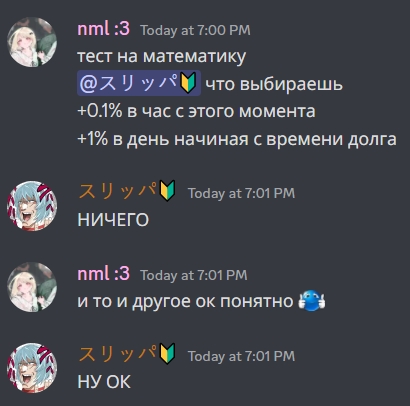 nml :3 Today at 7:00 PM
тест на математику
@スリッパ🔰 что выбираешь
+0.1% в час с этого момента
+1% в день начиная с времени долга
スリッパ🔰 Today at 7:01 PM
НИЧЕГО
nml :3 Today at 7:01 PM
и то и другое ок понятно
スリッパ🔰 Today at 7:01 PM
НУ ОК